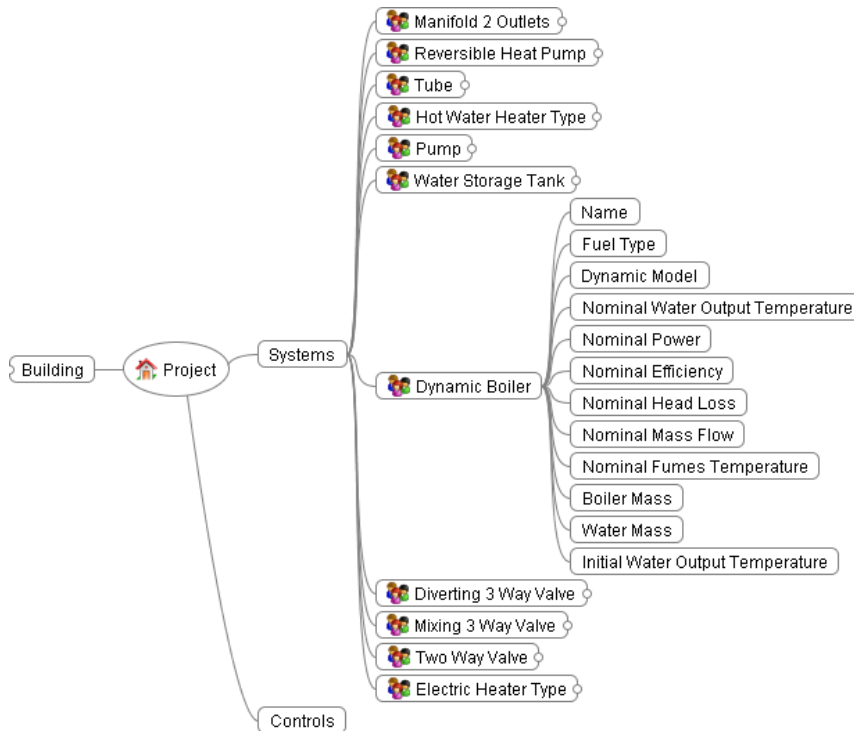 Manifold 2 Outlets
Reversible Heat Pump
Tube
Hot Water Heater Type
Pump
Water Storage Tank
Name
Fuel Type
Dynamic Model
Nominal Water Output Temperature
Nominal Power
Building
Project
Systems
Dynamic Boiler
Nominal Efficiency
Nominal Head Loss
Nominal Mass Flow
Nominal Fumes Temperature
Boiler Mass
Water Mass
Initial Water Output Temperature
Diverting 3 Way Valve
Mixing 3 Way Valve
Two Way Valve
Electric Heater Type
Controls